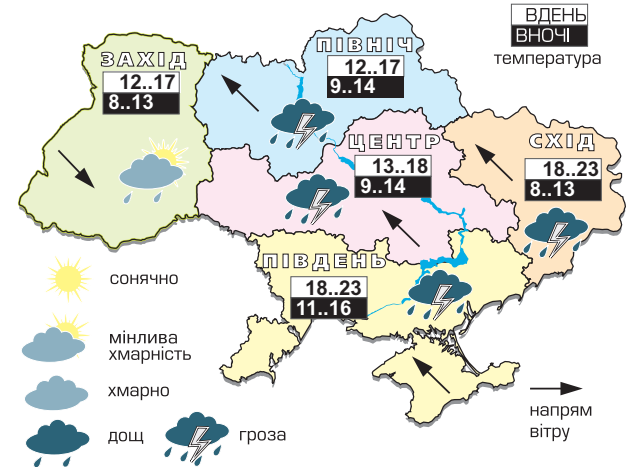 ВДЕНЬ
ВНОЧІ
температура
ПІВНІЧ
12..17
9..14
ЗАХІД
12..17
8..13
ЦЕНТР
13..18
9..14
СХІД
18..23
8..13
ПІВДЕНЬ
18..23
11..16
сонячно
мінлива
хмарність
хмарно
дощ
гроза
напрям
вітру